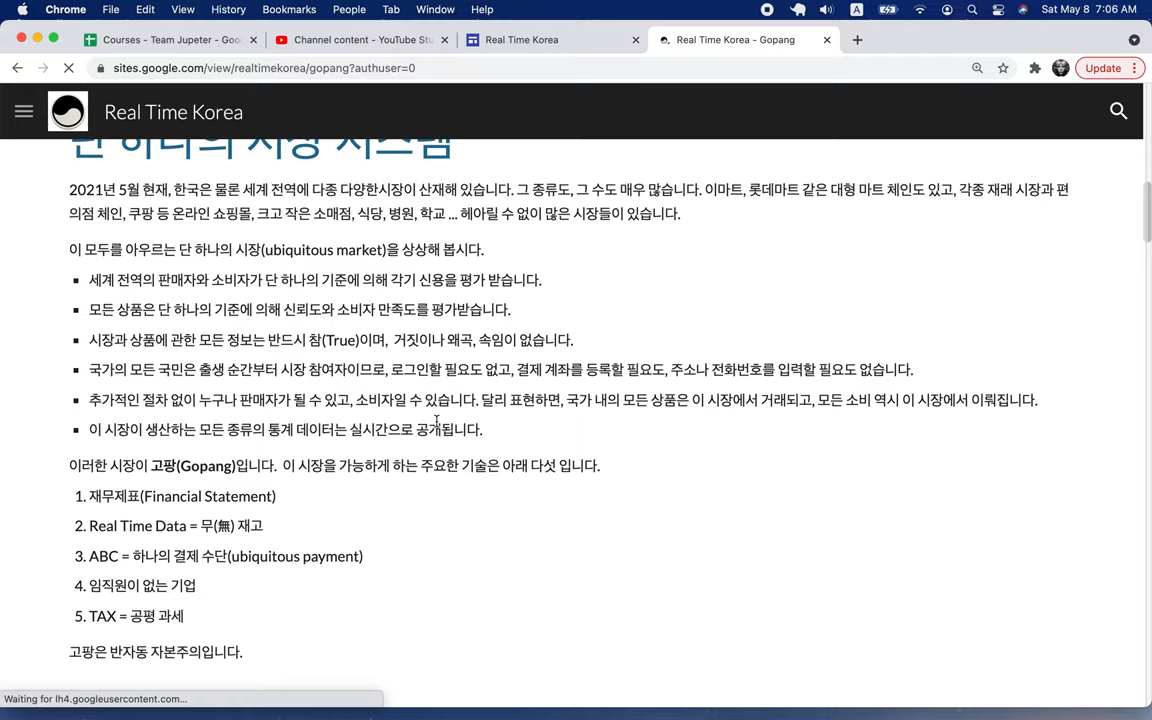 Chrome File Edit View History Bookmarks People Tab Window Help A Sat May 8 7:06 AM
Courses - Team Jupeter - Goo Channel content - YouTube Stu Real Time Korea Real Time Korea - Gopang
sites.google.com/view/realtimekorea/gopang?authuser=0 Update
Real Time Korea
단 하나의 시장 시스템
2021년 5월 현재, 한국은 물론 세계 전역에 다종 다양한시장이 산재해 있습니다. 그 종류도, 그 수도 매우 많습니다. 이마트, 롯데마트 같은 대형 마트 체인도 있고, 각종 재래 시장과 편
의점 체인, 쿠팡 등 온라인 쇼핑몰, 크고 작은 소매점, 식당, 병원, 학교 ... 헤아릴 수 없이 많은 시장들이 있습니다.
이 모두를 아우르는 단 하나의 시장(ubiquitous market)을 상상해 봅시다.
▪ 세계 전역의 판매자와 소비자가 단 하나의 기준에 의해 각기 신용을 평가 받습니다.
▪ 모든 상품은 단 하나의 기준에 의해 신뢰도와 소비자 만족도를 평가받습니다.
▪ 시장과 상품에 관한 모든 정보는 반드시 참(True)이며, 거짓이나 왜곡, 속임이 없습니다.
▪ 국가의 모든 국민은 출생 순간부터 시장 참여자이므로, 로그인할 필요도 없고, 결제 계좌를 등록할 필요도, 주소나 전화번호를 입력할 필요도 없습니다.
▪ 추가적인 절차 없이 누구나 판매자가 될 수 있고, 소비자일 수 있습니다. 달리 표현하면, 국가 내의 모든 상품은 이 시장에서 거래되고, 모든 소비 역시 이 시장에서 이뤄집니다.
▪ 이 시장이 생산하는 모든 종류의 통계 데이터는 실시간으로 공개됩니다.
이러한 시장이 고팡(Gopang)입니다. 이 시장을 가능하게 하는 주요한 기술은 아래 다섯 입니다.
1. 재무제표(Financial Statement)
2. Real Time Data = 무(無) 재고
3. ABC = 하나의 결제 수단(ubiquitous payment)
4. 임직원이 없는 기업
5. TAX = 공평 과세
고팡은 반자동 자본주의입니다.
Waiting for lh4.googleusercontent.com...